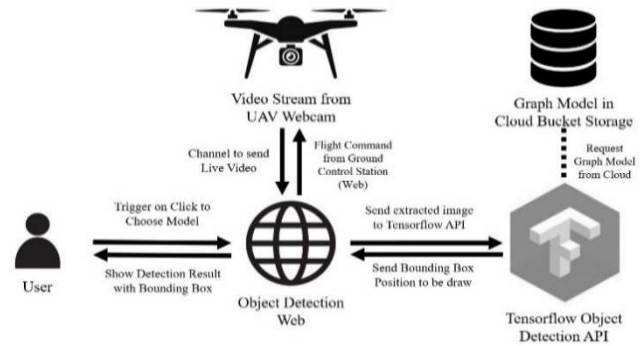 Video Stream from
UAV Webcam
Graph Model in
Cloud Bucket Storage
Channel to send
Live Video
Flight Command
from Ground
Control Station
(Web)
Request
Graph Model
from Cloud
Trigger on Click to
Choose Model
Send extracted image
to Tensorflow API
User
Show Detection Result
with Bounding Box
Object Detection
Web
Send Bounding Box
Position to be draw
Tensorflow Object
Detection API